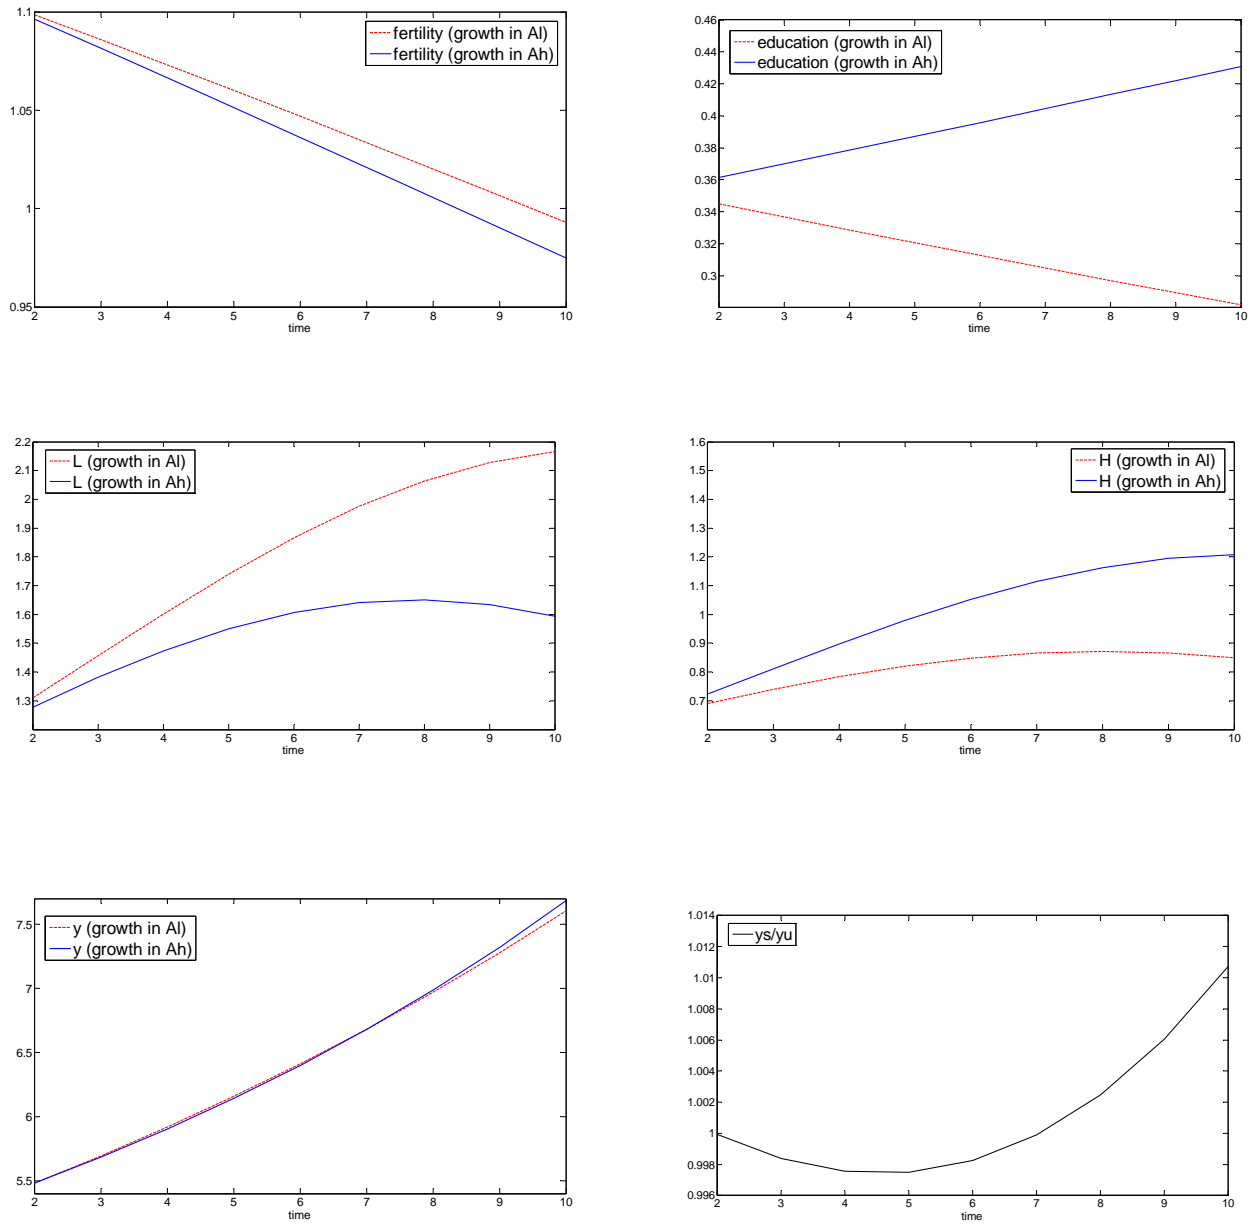 1.1
1.05
1
0.95
2 3 4 5 6 7 8 9 10
time
fertility (growth in Al)
fertility (growth in Ah)
0.46
0.44
0.42
0.4
0.38
0.36
0.34
0.32
0.3
2 3 4 5 6 7 8 9 10
time
education (growth in Al)
education (growth in Ah)
2.2
2.1
2
1.9
1.8
1.7
1.6
1.5
1.4
1.3
2 3 4 5 6 7 8 9 10
time
L (growth in Al)
L (growth in Ah)
1.6
1.5
1.4
1.3
1.2
1.1
1
0.9
0.8
0.7
2 3 4 5 6 7 8 9 10
time
H (growth in Al)
H (growth in Ah)
7.5
7
6.5
6
5.5
2 3 4 5 6 7 8 9 10
time
y (growth in Al)
y (growth in Ah)
1.014
1.012
1.01
1.008
1.006
1.004
1.002
1
0.998
0.996
2 3 4 5 6 7 8 9 10
time
ys/yu